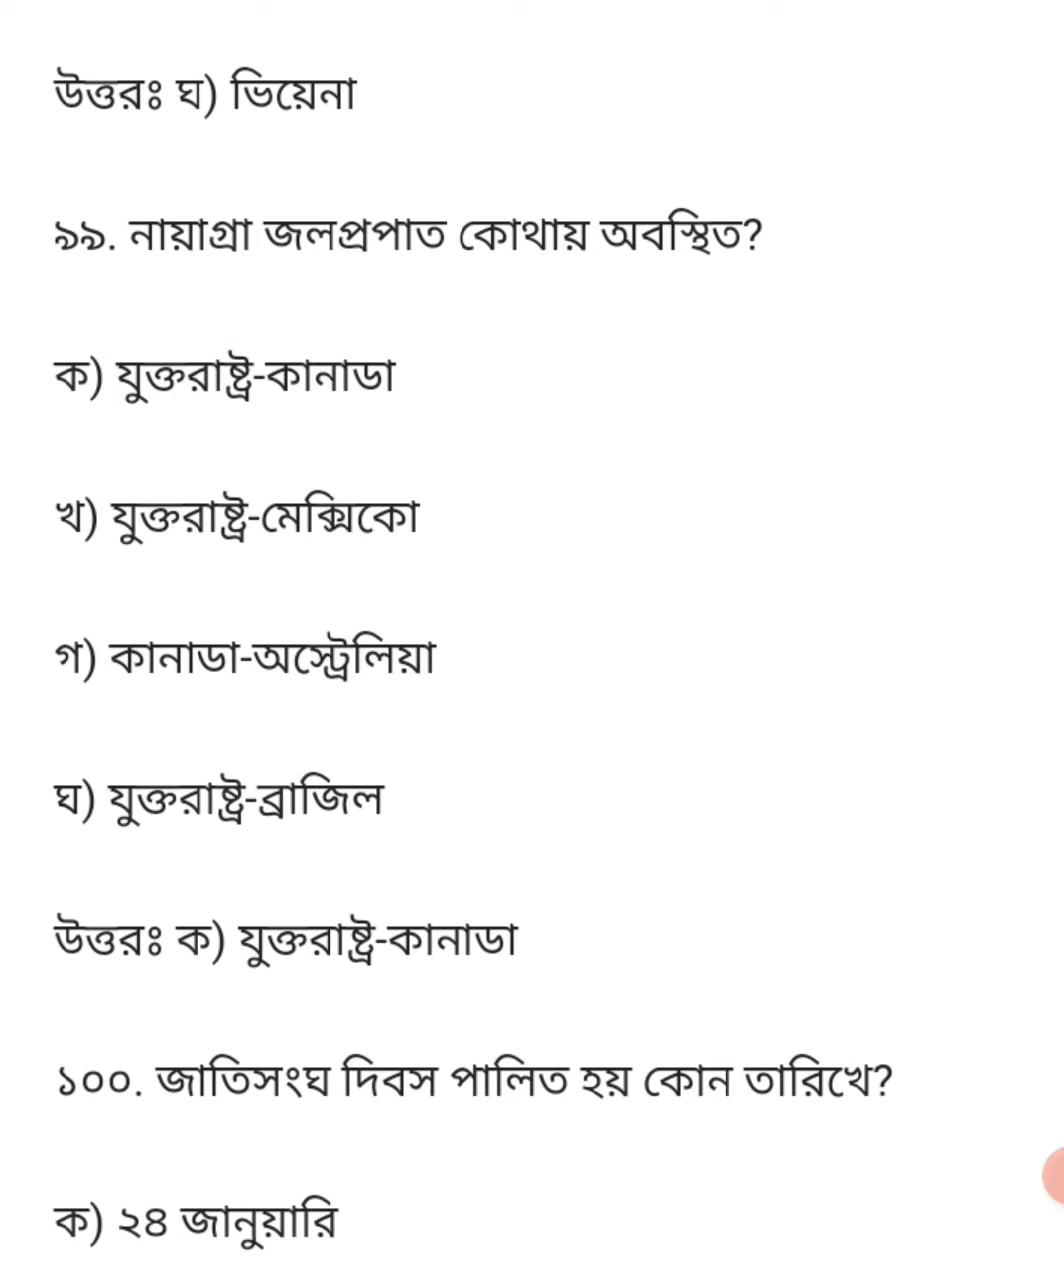 উত্তরঃ ঘ) ভিয়েনা
৯৯. নায়াগ্রা জলপ্রপাত কোথায় অবস্থিত?
ক) যুক্তরাষ্ট্র-কানাডা
খ) যুক্তরাষ্ট্র-মেক্সিকো
গ) কানাডা-অস্ট্রেলিয়া
ঘ) যুক্তরাষ্ট্র-ব্রাজিল
উত্তরঃ ক) যুক্তরাষ্ট্র-কানাডা
১০০. জাতিসংঘ দিবস পালিত হয় কোন তারিখে?
ক) ২৪ জানুয়ারি